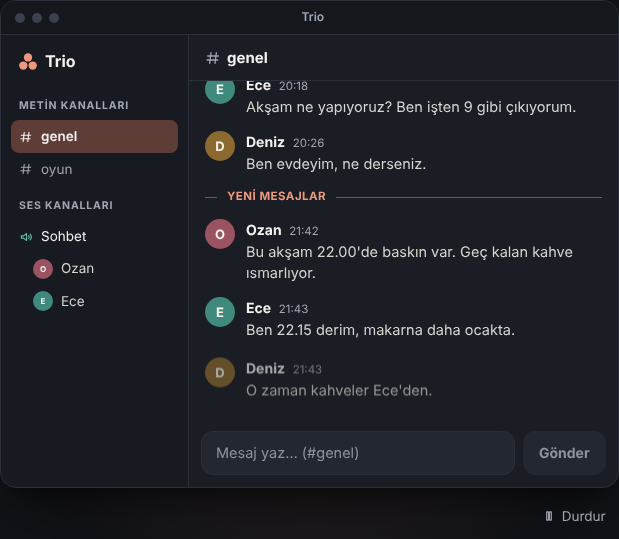 Trio
Trio
METİN KANALLARI
# genel
# oyun
SES KANALLARI
Sohbet
O Ozan
E Ece
# genel
E Ece 20:18
Akşam ne yapıyoruz? Ben işten 9 gibi çıkıyorum.
D Deniz 20:26
Ben evdeyim, ne derseniz.
YENİ MESAJLAR
O Ozan 21:42
Bu akşam 22.00'de baskın var. Geç kalan kahve
ısmarlıyor.
E Ece 21:43
Ben 22.15 derim, makarna daha ocakta.
D Deniz 21:43
O zaman kahveler Ece'den.
Mesaj yaz... (#genel)
Gönder
Durdur